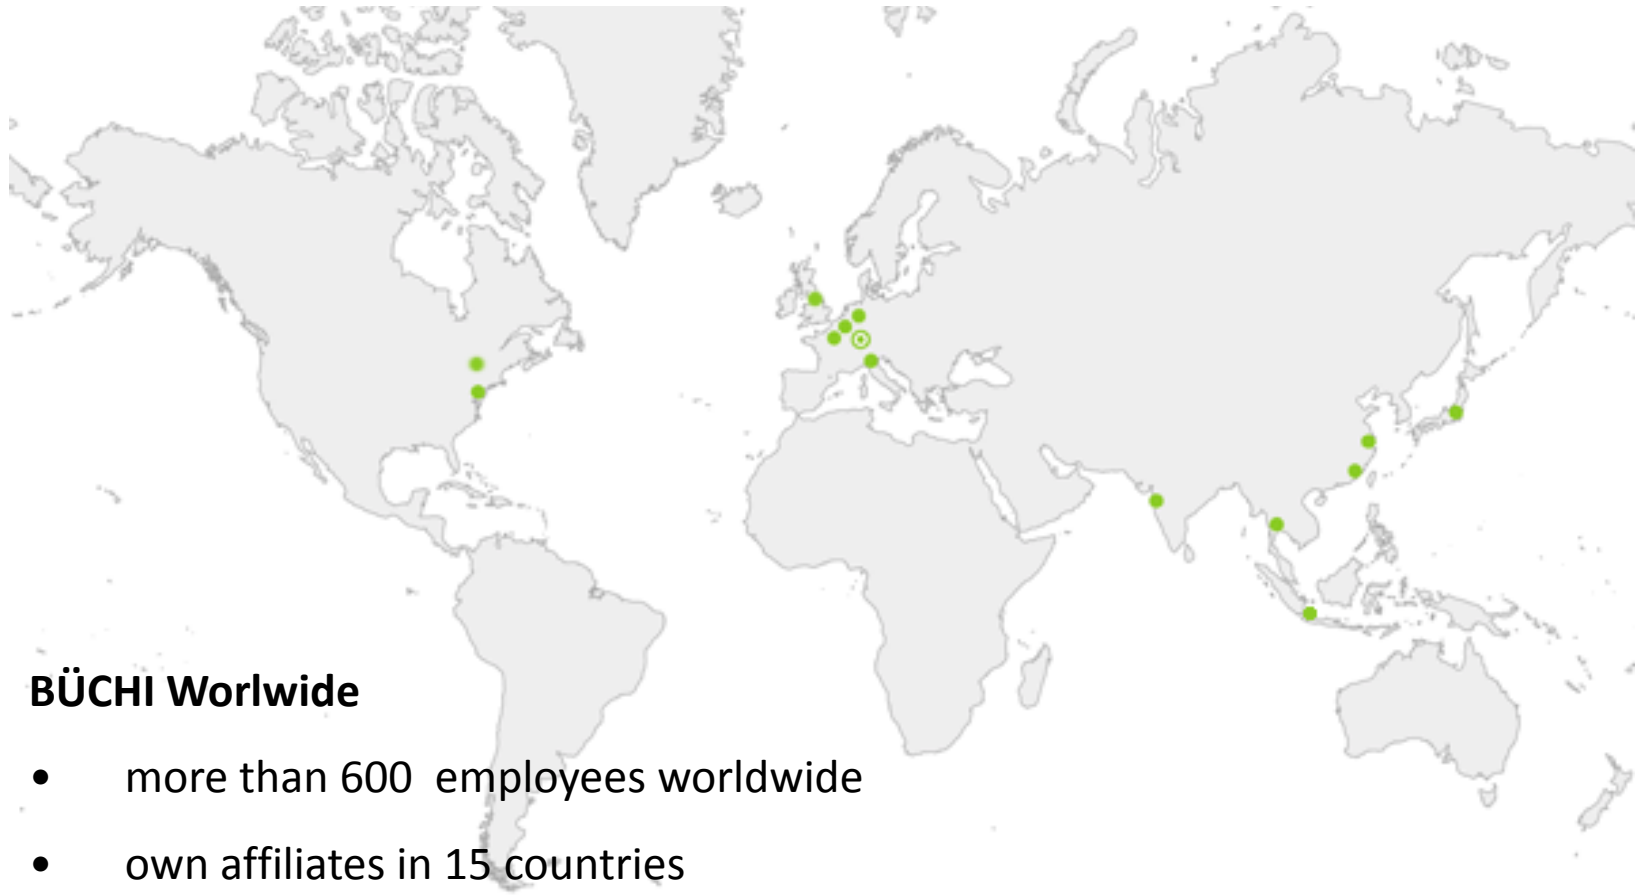 BÜCHI Worlwide
• more than 600 employees worldwide
• own affiliates in 15 countries